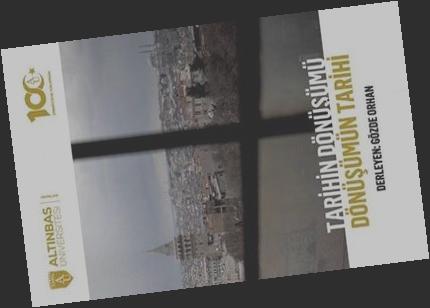 TARİHİN DÖNÜŞÜMÜ
DÖNÜŞÜMÜN TARİHİ
DERLEYEN: GÖZDE ORHAN
ALTINBAŞ
ÜNİVERSİTESİ
100